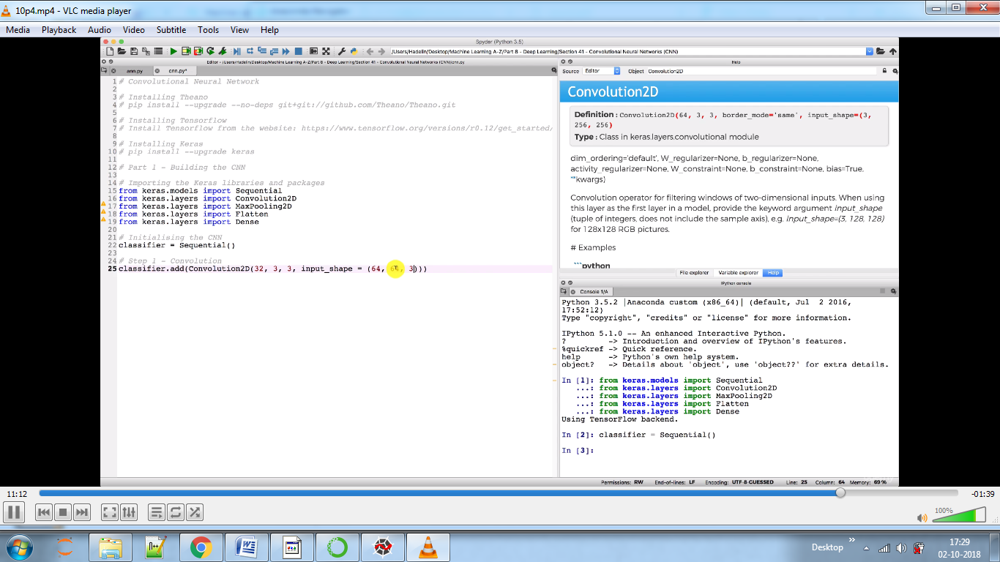 10p4.mp4 - VLC media player
Media Playback Audio Video Subtitle Tools View Help
Spyder (Python 3.5)
/Users/Hadelin/Desktop/Machine Learning A-Z/Part 8 - Deep Learning/Section 41 - Convolutional Neural Networks (CNN)
Editor - /Users/Hadelin/Desktop/Machine Learning A-Z/Part 8 - Deep Learning/Section 41 - Convolutional Neural Networks (CNN)/cnn.py
ann.py cnn.py*
1 # Convolutional Neural Network
2
3 # Installing Theano
4 # pip install --upgrade --no-deps git+git://github.com/Theano/Theano.git
5
6 # Installing Tensorflow
7 # Install Tensorflow from the website: https://www.tensorflow.org/versions/r0.12/get_started/
8
9 # Installing Keras
10 # pip install --upgrade keras
11
12 # Part 1 - Building the CNN
13
14 # Importing the Keras libraries and packages
15 from keras.models import Sequential
16 from keras.layers import Convolution2D
17 from keras.layers import MaxPooling2D
18 from keras.layers import Flatten
19 from keras.layers import Dense
20
21 # Initialising the CNN
22 classifier = Sequential()
23
24 # Step 1 - Convolution
25 classifier.add(Convolution2D(32, 3, 3, input_shape = (64, 64, 3)))
Help
Source Editor Object Convolution2D
Convolution2D
Definition : Convolution2D(64, 3, 3, border_mode='same', input_shape=(3,
256, 256)
Type : Class in keras.layers.convolutional module
dim_ordering='default', W_regularizer=None, b_regularizer=None,
activity_regularizer=None, W_constraint=None, b_constraint=None, bias=True,
**kwargs)
Convolution operator for filtering windows of two-dimensional inputs. When using
this layer as the first layer in a model, provide the keyword argument input_shape
(tuple of integers, does not include the sample axis), e.g. input_shape=(3, 128, 128)
for 128x128 RGB pictures.
# Examples
```python
File explorer Variable explorer Help
IPython console
Console 1/A
Python 3.5.2 |Anaconda custom (x86_64)| (default, Jul 2 2016,
17:52:12)
Type "copyright", "credits" or "license" for more information.
IPython 5.1.0 -- An enhanced Interactive Python.
? -> Introduction and overview of IPython's features.
%quickref -> Quick reference.
help -> Python's own help system.
object? -> Details about 'object', use 'object??' for extra details.
In [1]: from keras.models import Sequential
...: from keras.layers import Convolution2D
...: from keras.layers import MaxPooling2D
...: from keras.layers import Flatten
...: from keras.layers import Dense
Using TensorFlow backend.
In [2]: classifier = Sequential()
In [3]:
Permissions: RW End-of-lines: LF Encoding: UTF-8-GUESSED Line: 25 Column: 64 Memory: 69 %
11:12 -01:39
100%
Desktop
17:29
02-10-2018